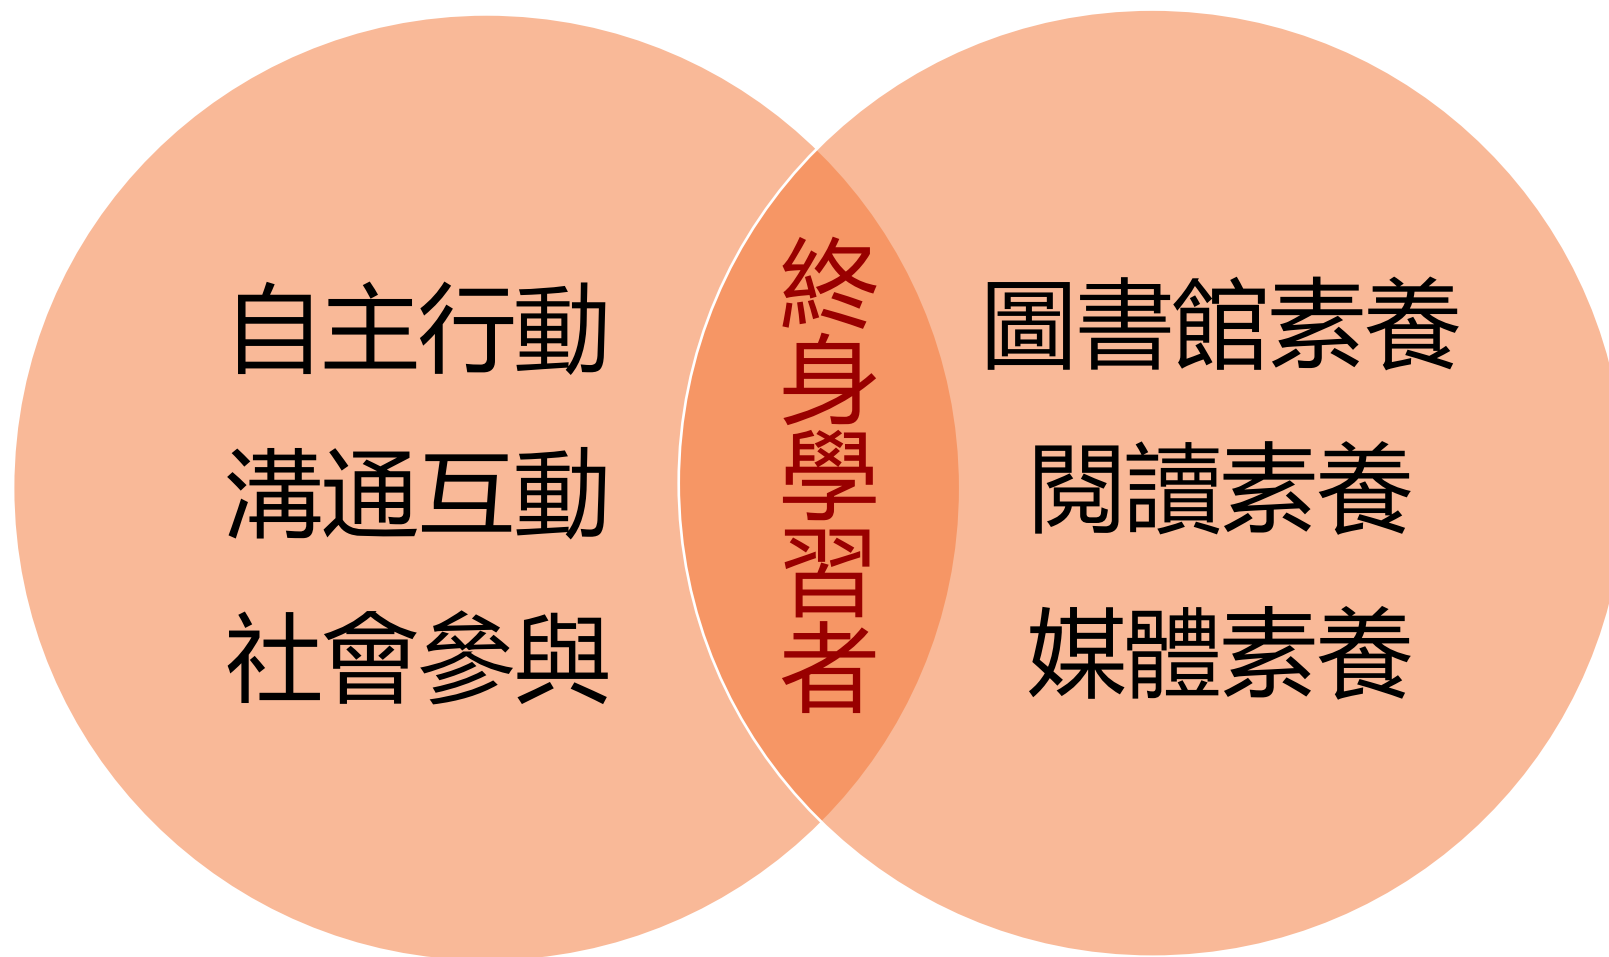 自主行動
溝通互動
社會參與
終身學習者
圖書館素養
閱讀素養
媒體素養